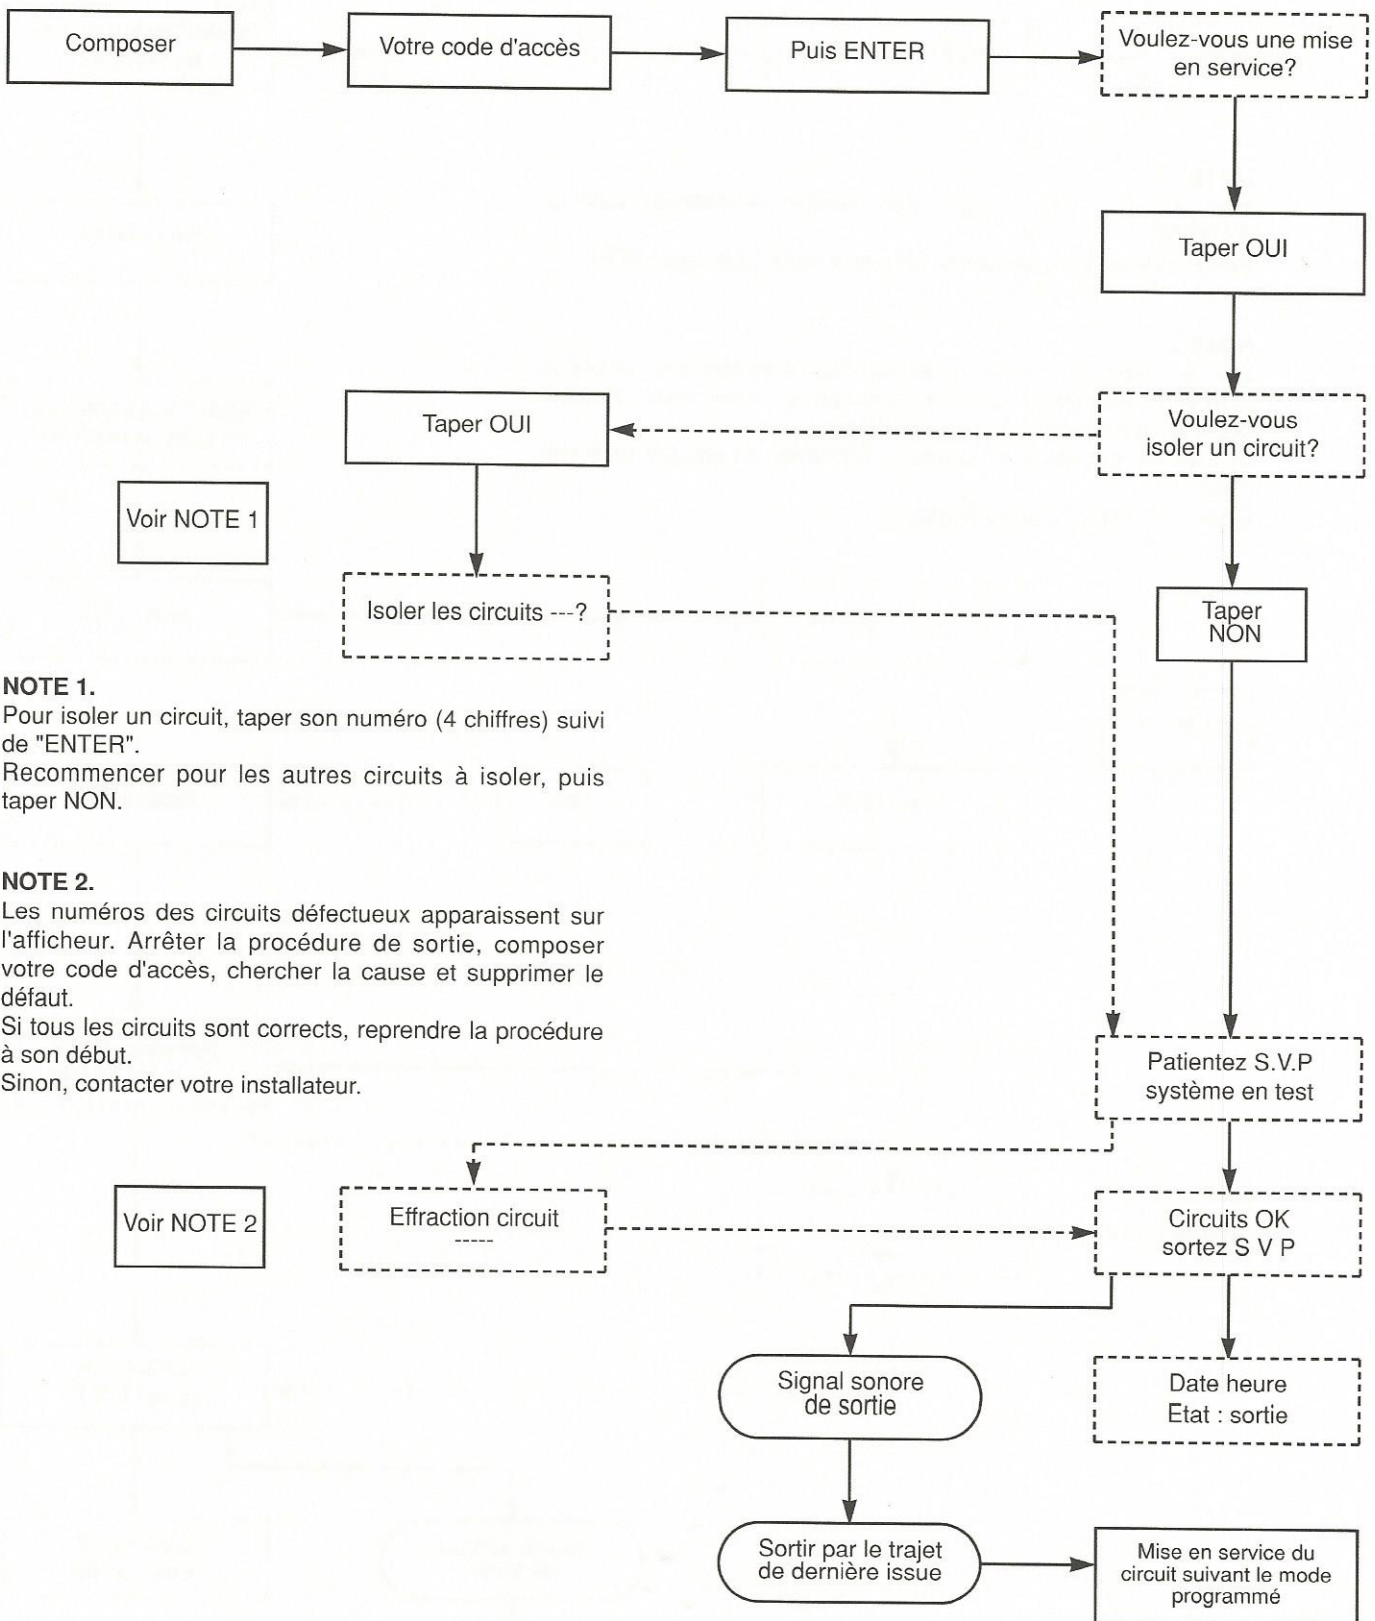 Composer
Votre code d'accès
Puis ENTER
Voulez-vous une mise
en service?
Taper OUI
Voulez-vous
isoler un circuit?
Taper OUI
Voir NOTE 1
Isoler les circuits ---?
Taper
NON
NOTE 1.
Pour isoler un circuit, taper son numéro (4 chiffres) suivi
de "ENTER".
Recommencer pour les autres circuits à isoler, puis
taper NON.
NOTE 2.
Les numéros des circuits défectueux apparaissent sur
l'afficheur. Arrêter la procédure de sortie, composer
votre code d'accès, chercher la cause et supprimer le
défaut.
Si tous les circuits sont corrects, reprendre la procédure
à son début.
Sinon, contacter votre installateur.
Patientez S.V.P
système en test
Voir NOTE 2
Effraction circuit
-----
Circuits OK
sortez S V P
Signal sonore
de sortie
Date heure
Etat : sortie
Sortir par le trajet
de dernière issue
Mise en service du
circuit suivant le mode
programmé